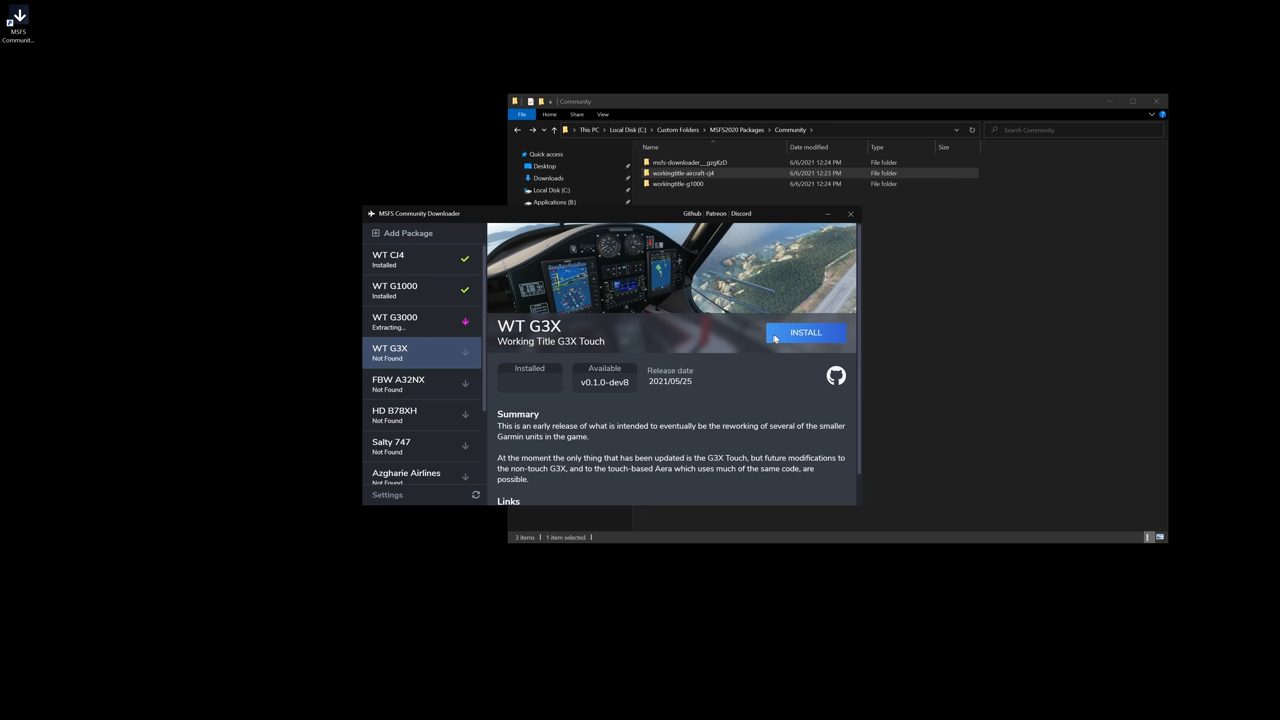 MSFS
Communit...
Community
File
Home
Share
View
This PC
Local Disk (C:)
Custom Folders
MSFS2020 Packages
Community
Search Community
Name
Date modified
Type
Size
Quick access
Desktop
Downloads
Local Disk (C:)
Applications (B:)
msfs-downloader__gzgKzD
6/6/2021 12:24 PM
File folder
workingtitle-aircraft-cj4
6/6/2021 12:23 PM
File folder
workingtitle-g1000
6/6/2021 12:24 PM
File folder
MSFS Community Downloader
Github | Patreon | Discord
Add Package
WT CJ4
Installed
WT G1000
Installed
WT G3000
Extracting...
WT G3X
Not Found
FBW A32NX
Not Found
HD B78XH
Not Found
Salty 747
Not Found
Azgharie Airlines
Not Found
Settings
WT G3X
Working Title G3X Touch
INSTALL
Installed
Available
v0.1.0-dev8
Release date
2021/05/25
Summary
This is an early release of what is intended to eventually be the reworking of several of the smaller
Garmin units in the game.
At the moment the only thing that has been updated is the G3X Touch, but future modifications to
the non-touch G3X, and to the touch-based Aera which uses much of the same code, are
possible.
Links
3 items
1 item selected